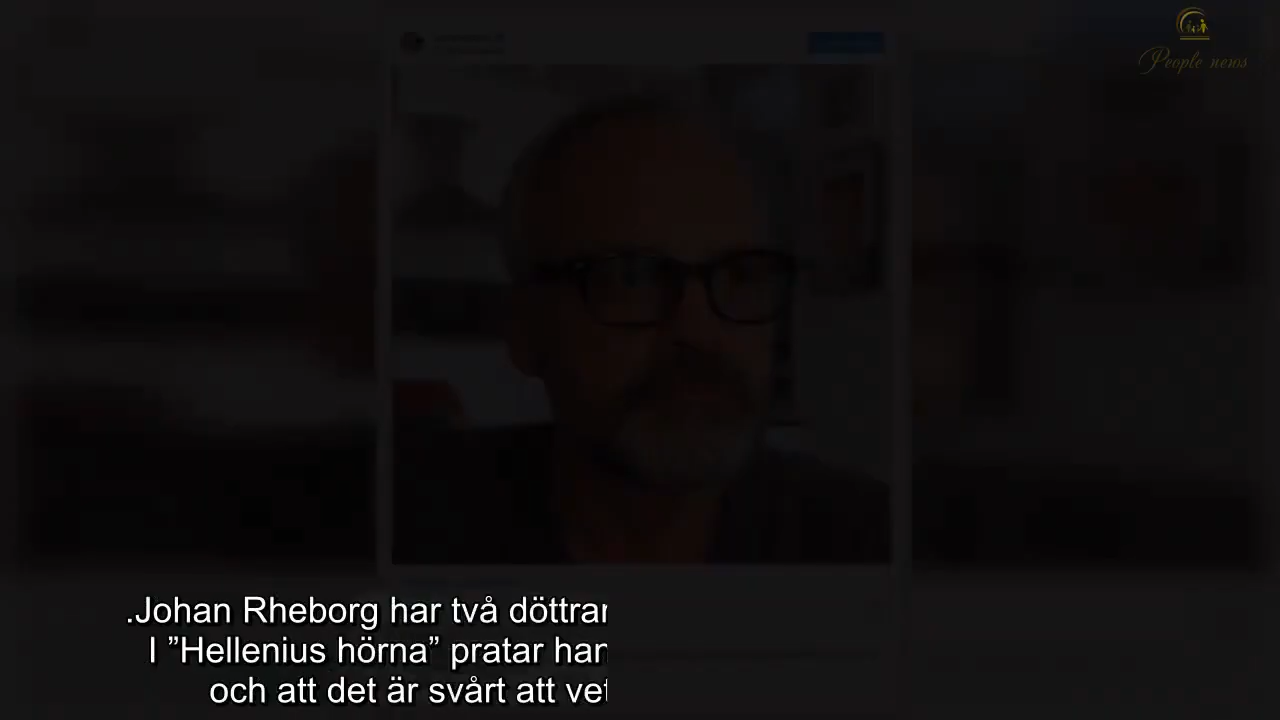 People news
.Johan Rheborg har två döttrar
I ”Hellenius hörna” pratar han
och att det är svårt att vet